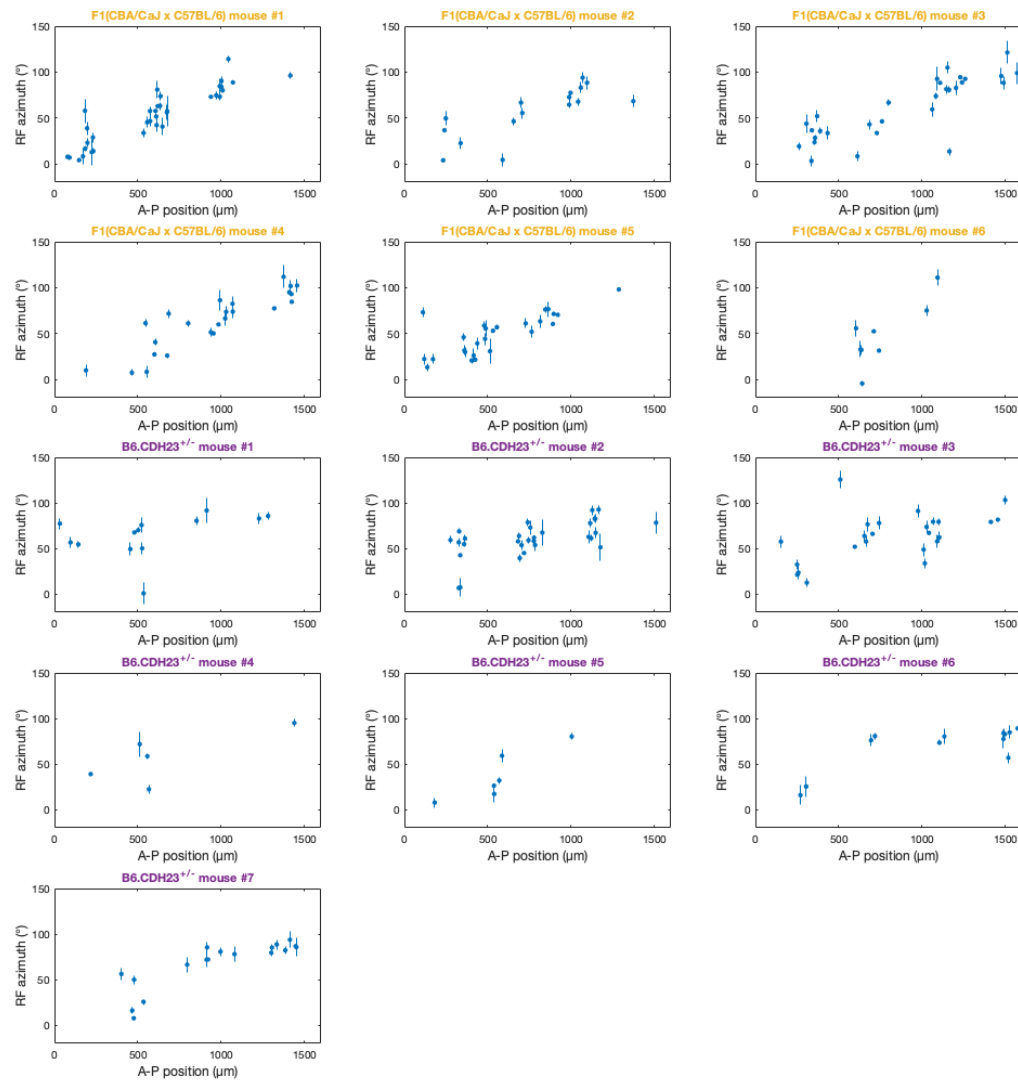 F1(CBA/CaJ x C57BL/6) mouse #1
F1(CBA/CaJ x C57BL/6) mouse #2
F1(CBA/CaJ x C57BL/6) mouse #3
150
100
50
0
RF azimuth (°)
0 500 1000 1500
A-P position (µm)
150
100
50
0
RF azimuth (°)
0 500 1000 1500
A-P position (µm)
150
100
50
0
RF azimuth (°)
0 500 1000 1500
A-P position (µm)
F1(CBA/CaJ x C57BL/6) mouse #4
F1(CBA/CaJ x C57BL/6) mouse #5
F1(CBA/CaJ x C57BL/6) mouse #6
150
100
50
0
RF azimuth (°)
0 500 1000 1500
A-P position (µm)
150
100
50
0
RF azimuth (°)
0 500 1000 1500
A-P position (µm)
150
100
50
0
RF azimuth (°)
0 500 1000 1500
A-P position (µm)
B6.CDH23+/- mouse #1
B6.CDH23+/- mouse #2
B6.CDH23+/- mouse #3
150
100
50
0
RF azimuth (°)
0 500 1000 1500
A-P position (µm)
150
100
50
0
RF azimuth (°)
0 500 1000 1500
A-P position (µm)
150
100
50
0
RF azimuth (°)
0 500 1000 1500
A-P position (µm)
B6.CDH23+/- mouse #4
B6.CDH23+/- mouse #5
B6.CDH23+/- mouse #6
150
100
50
0
RF azimuth (°)
0 500 1000 1500
A-P position (µm)
150
100
50
0
RF azimuth (°)
0 500 1000 1500
A-P position (µm)
150
100
50
0
RF azimuth (°)
0 500 1000 1500
A-P position (µm)
B6.CDH23+/- mouse #7
150
100
50
0
RF azimuth (°)
0 500 1000 1500
A-P position (µm)